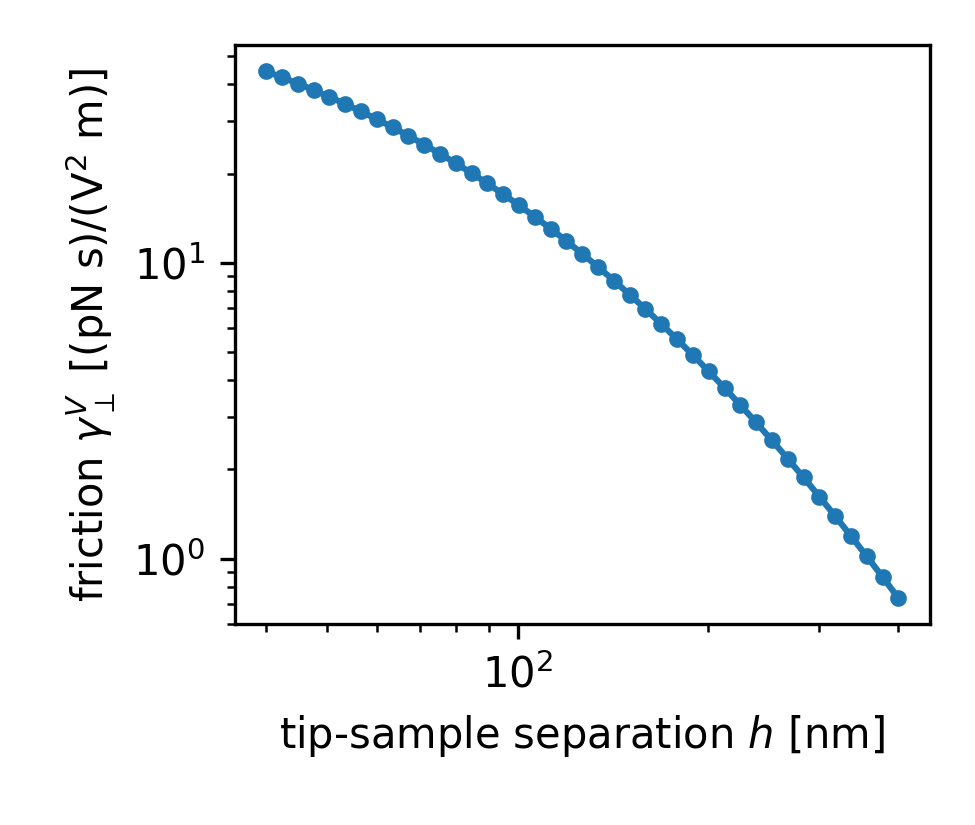 friction γ⊥^V [(pN s)/(V² m)]
10¹
10⁰
10²
tip-sample separation h [nm]